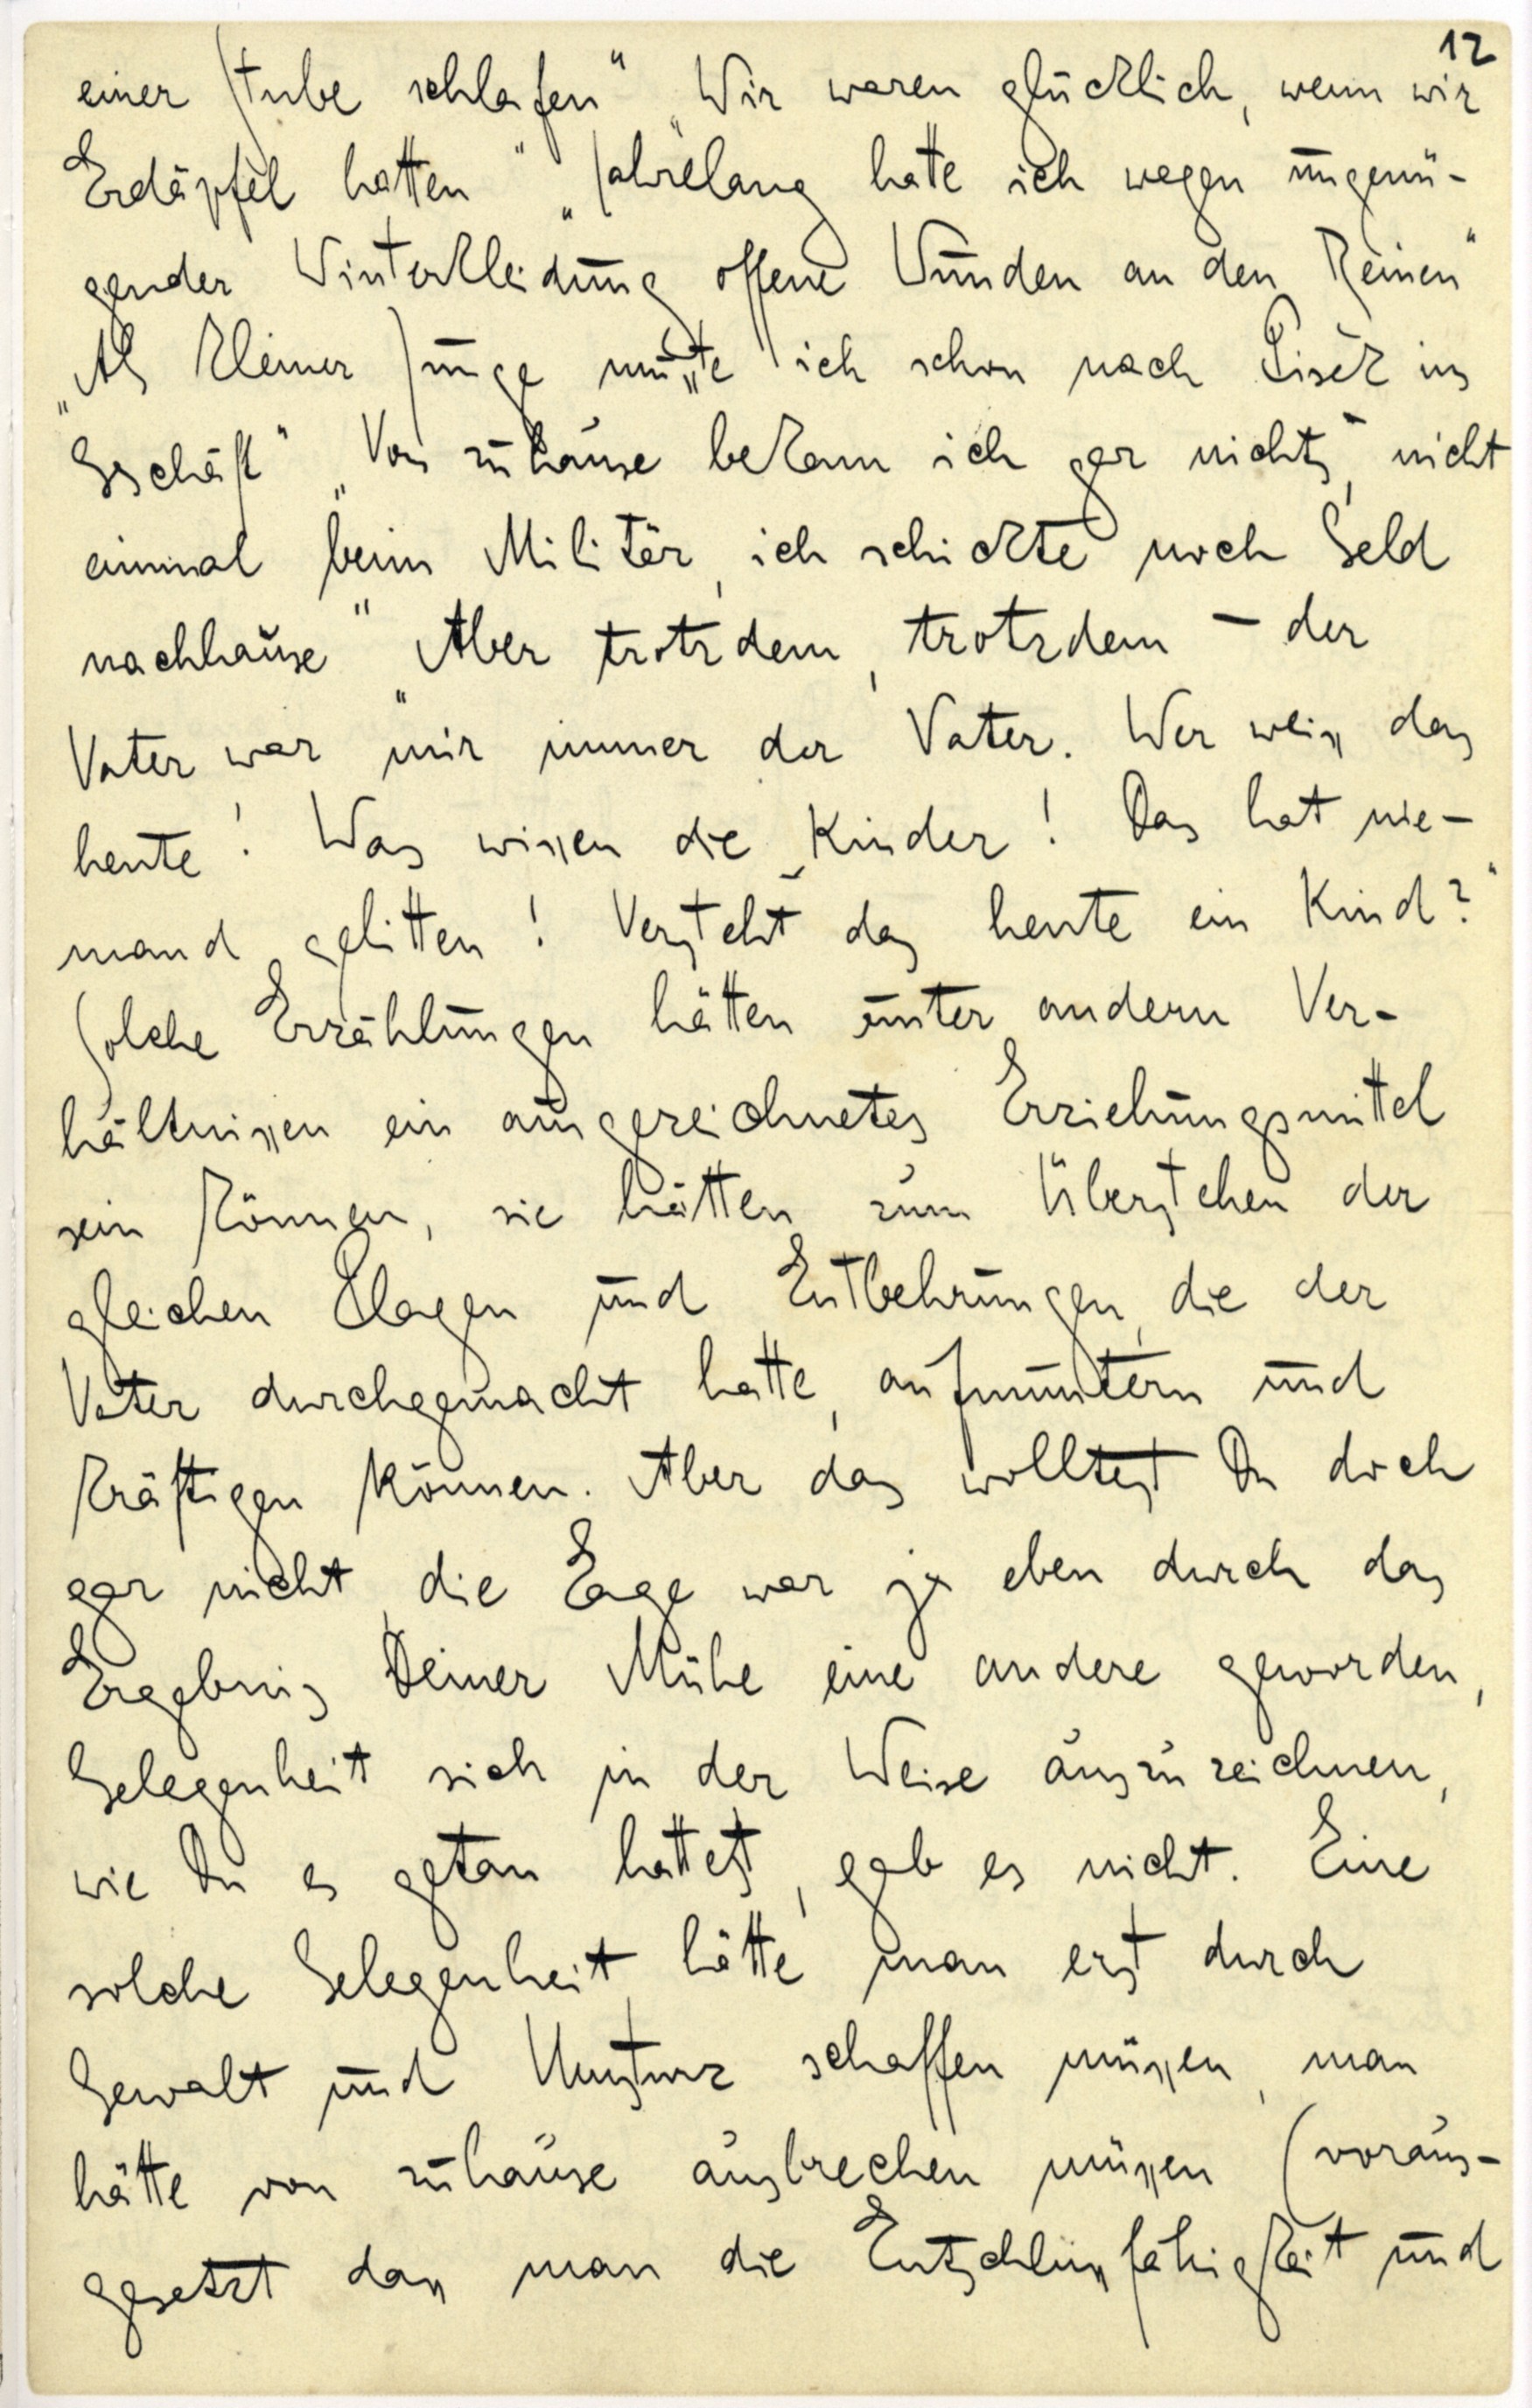 12
einer Stube schlafen" Wir waren glücklich, wenn wir
Erdäpfel hatten" „Jahrelang hatte ich wegen ungenü-
gender Winterkleidung offene Wunden an den Beinen"
„Als kleiner Junge mußte ich schon nach Pisek ins
Geschäft" „Von zuhause bekam ich gar nichts, nicht
einmal beim Militär, ich schickte noch Geld
nachhause" „Aber trotzdem, trotzdem – der
Vater war mir immer der Vater. Wer weiß das
heute! Was wissen die Kinder! Das hat nie-
mand gelitten! Versteht das heute ein Kind?"
Solche Erzählungen hätten unter andern Ver-
hältnissen ein ausgezeichnetes Erziehungsmittel
sein können, sie hätten zum Überstehen der
gleichen Plagen und Entbehrungen, die der
Vater durchgemacht hatte, aufmuntern und
kräftigen können. Aber das wolltest Du doch
gar nicht, die Lage war ja eben durch das
Ergebnis Deiner Mühe eine andere geworden,
Gelegenheit sich in der Weise auszuzeichnen,
wie Du es getan hattest, gab es nicht. Eine
solche Gelegenheit hätte man erst durch
Gewalt und Umsturz schaffen müssen, man
hätte von zuhause ausbrechen müssen (voraus-
gesetzt daß man die Entschlußfähigkeit und